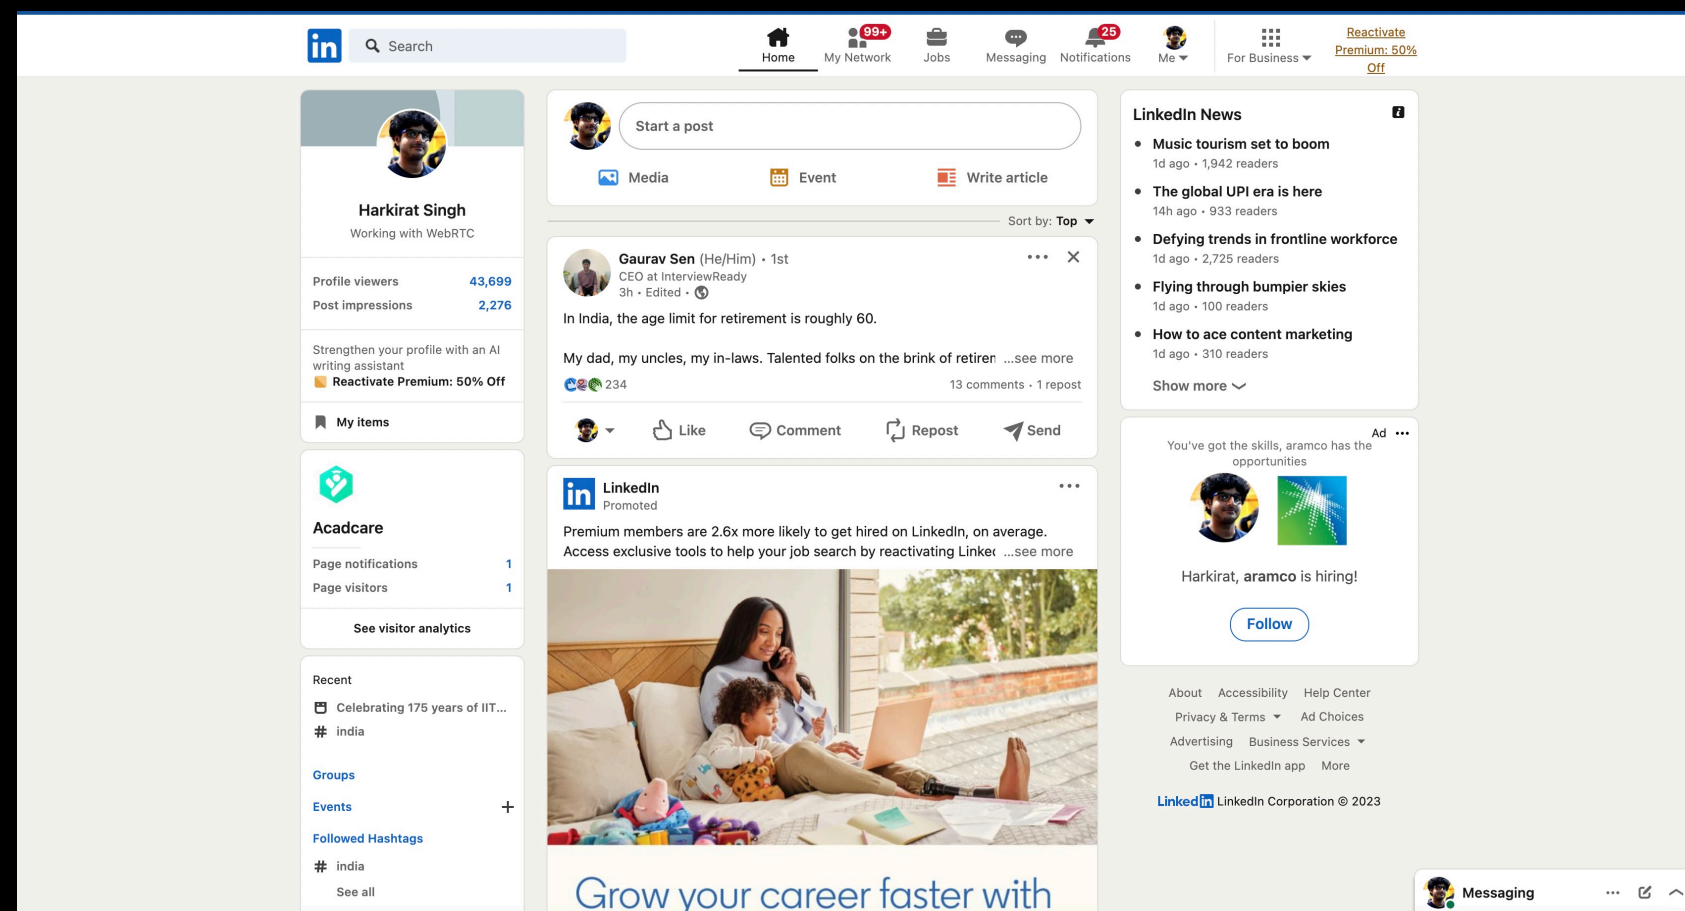 in
Search
Home
99+
My Network
Jobs
Messaging
25
Notifications
Me
For Business
Reactivate
Premium: 50%
Off
Harkirat Singh
Working with WebRTC
Profile viewers 43,699
Post impressions 2,276
Strengthen your profile with an AI
writing assistant
Reactivate Premium: 50% Off
My items
Acadcare
Page notifications 1
Page visitors 1
See visitor analytics
Recent
Celebrating 175 years of IIT...
# india
Groups
Events +
Followed Hashtags
# india
See all
Start a post
Media
Event
Write article
Sort by: Top
Gaurav Sen (He/Him) • 1st
CEO at InterviewReady
3h • Edited •
In India, the age limit for retirement is roughly 60.
My dad, my uncles, my in-laws. Talented folks on the brink of retirer ...see more
234
13 comments • 1 repost
Like
Comment
Repost
Send
in
LinkedIn
Promoted
Premium members are 2.6x more likely to get hired on LinkedIn, on average.
Access exclusive tools to help your job search by reactivating Linkec ...see more
Grow your career faster with
LinkedIn News
• Music tourism set to boom
1d ago • 1,942 readers
• The global UPI era is here
14h ago • 933 readers
• Defying trends in frontline workforce
1d ago • 2,725 readers
• Flying through bumpier skies
1d ago • 100 readers
• How to ace content marketing
1d ago • 310 readers
Show more
Ad
You've got the skills, aramco has the
opportunities
Harkirat, aramco is hiring!
Follow
About Accessibility Help Center
Privacy & Terms Ad Choices
Advertising Business Services
Get the LinkedIn app More
LinkedIn LinkedIn Corporation © 2023
Messaging